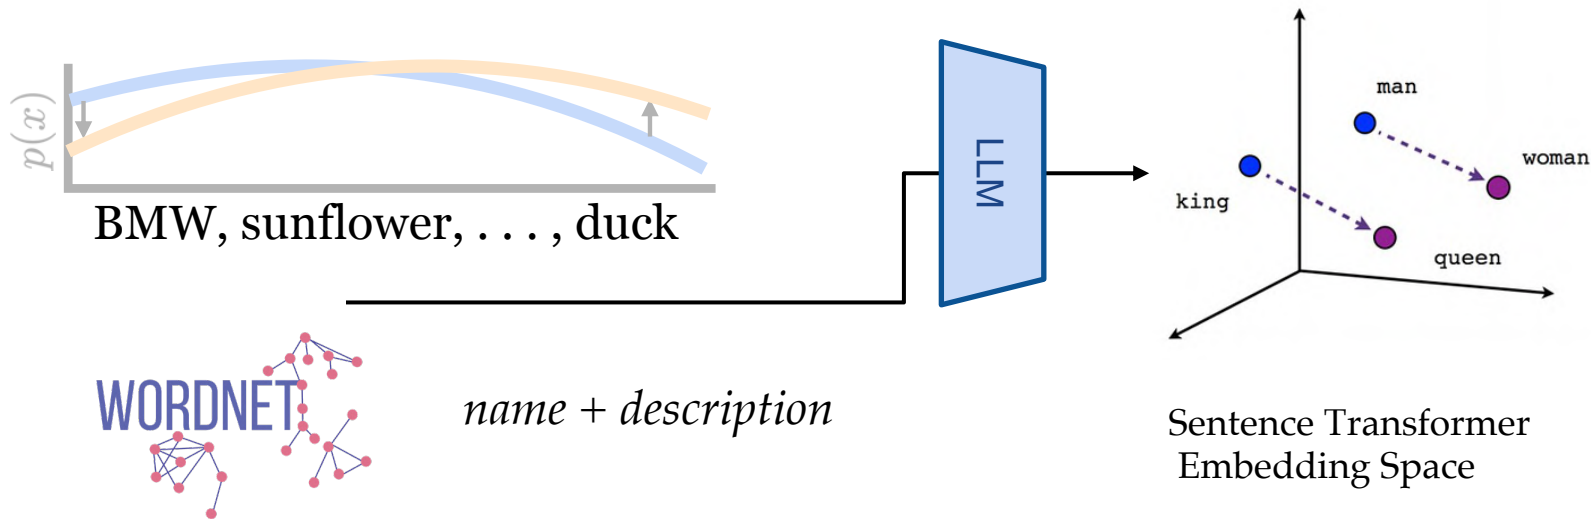 p(x)
BMW, sunflower, . . . , duck
WORDNET
name + description
LLM
man
woman
king
queen
Sentence Transformer
Embedding Space